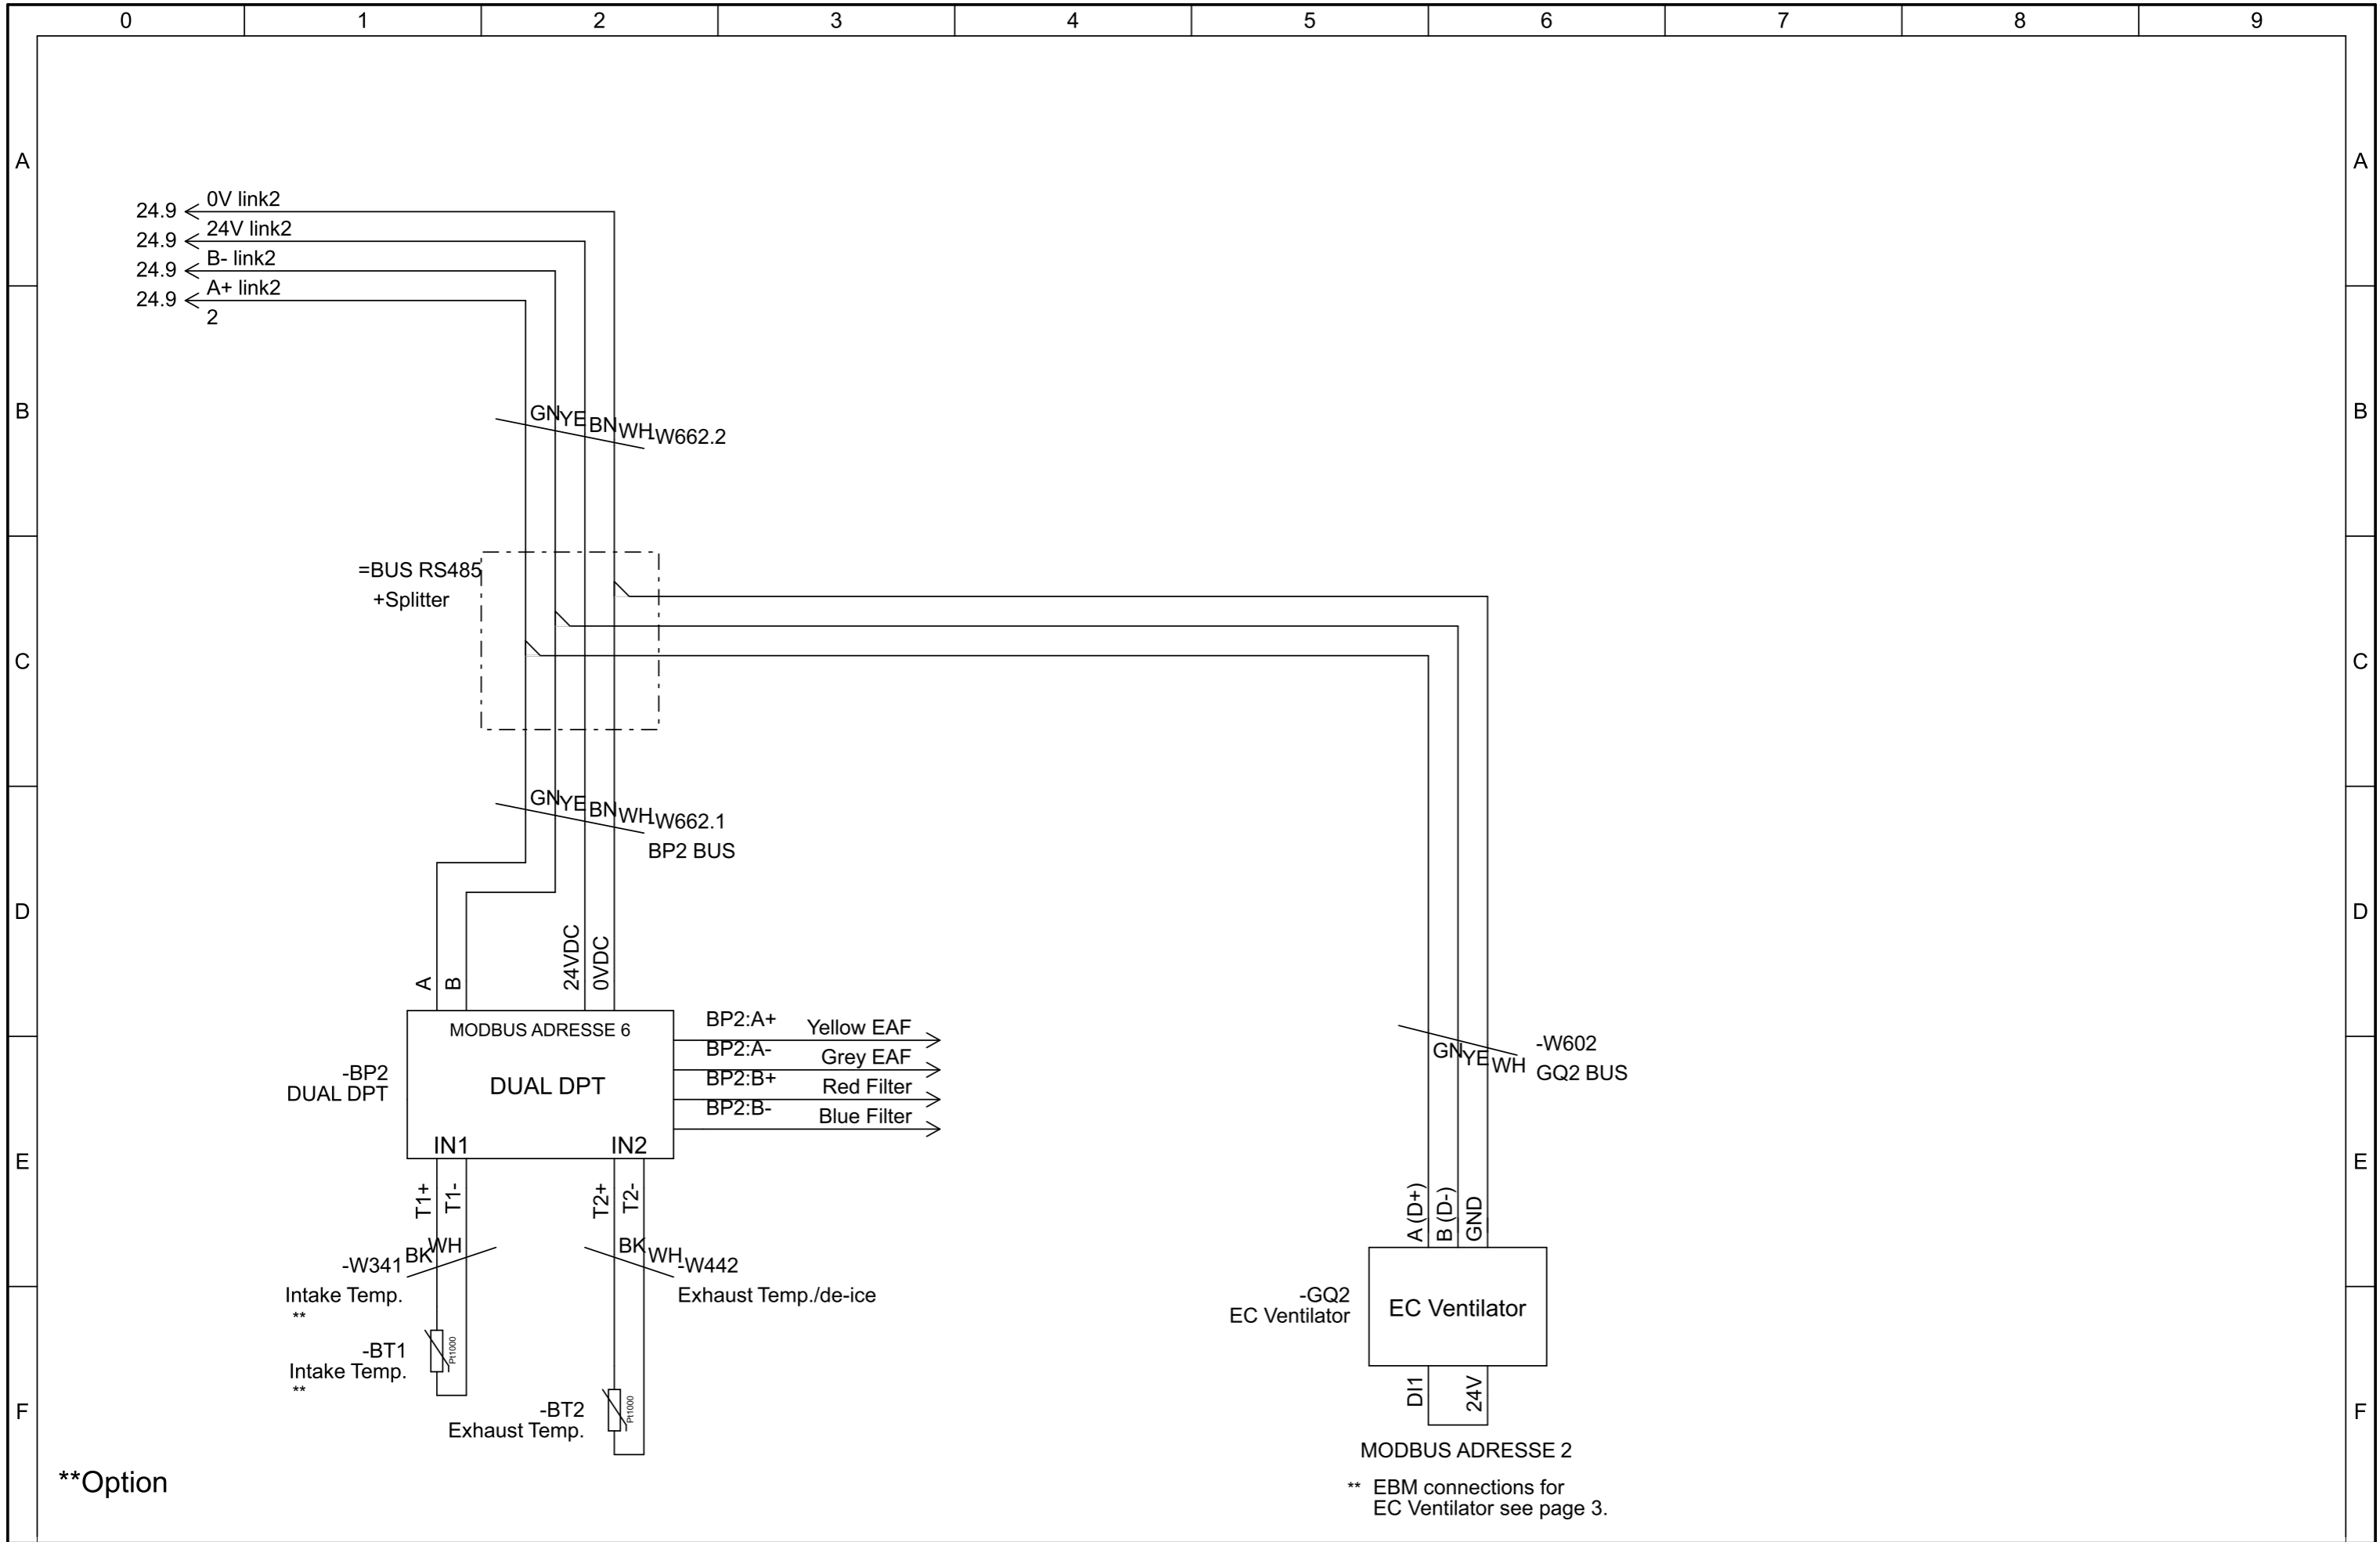 0 1 2 3 4 5 6 7 8 9
A A
24.9 0V link2
24.9 24V link2
24.9 B- link2
24.9 A+ link2
2
B B
GN YE BN WH -W662.2
=BUS RS485
+Splitter
C C
GN YE BN WH -W662.1
BP2 BUS
D D
A B 24VDC 0VDC
MODBUS ADRESSE 6
-BP2
DUAL DPT
DUAL DPT
BP2:A+ Yellow EAF
BP2:A- Grey EAF
BP2:B+ Red Filter
BP2:B- Blue Filter
IN1 IN2
GN YE WH
-W602
GQ2 BUS
E E
T1+ T1- T2+ T2-
A (D+) B (D-) GND
-W341 BK WH
Intake Temp.
**
BK WH -W442
Exhaust Temp./de-ice
-BT1
Intake Temp.
**
Pt1000
-BT2
Exhaust Temp.
Pt1000
-GQ2
EC Ventilator
EC Ventilator
DI1 24V
F F
MODBUS ADRESSE 2
** EBM connections for
EC Ventilator see page 3.
**Option